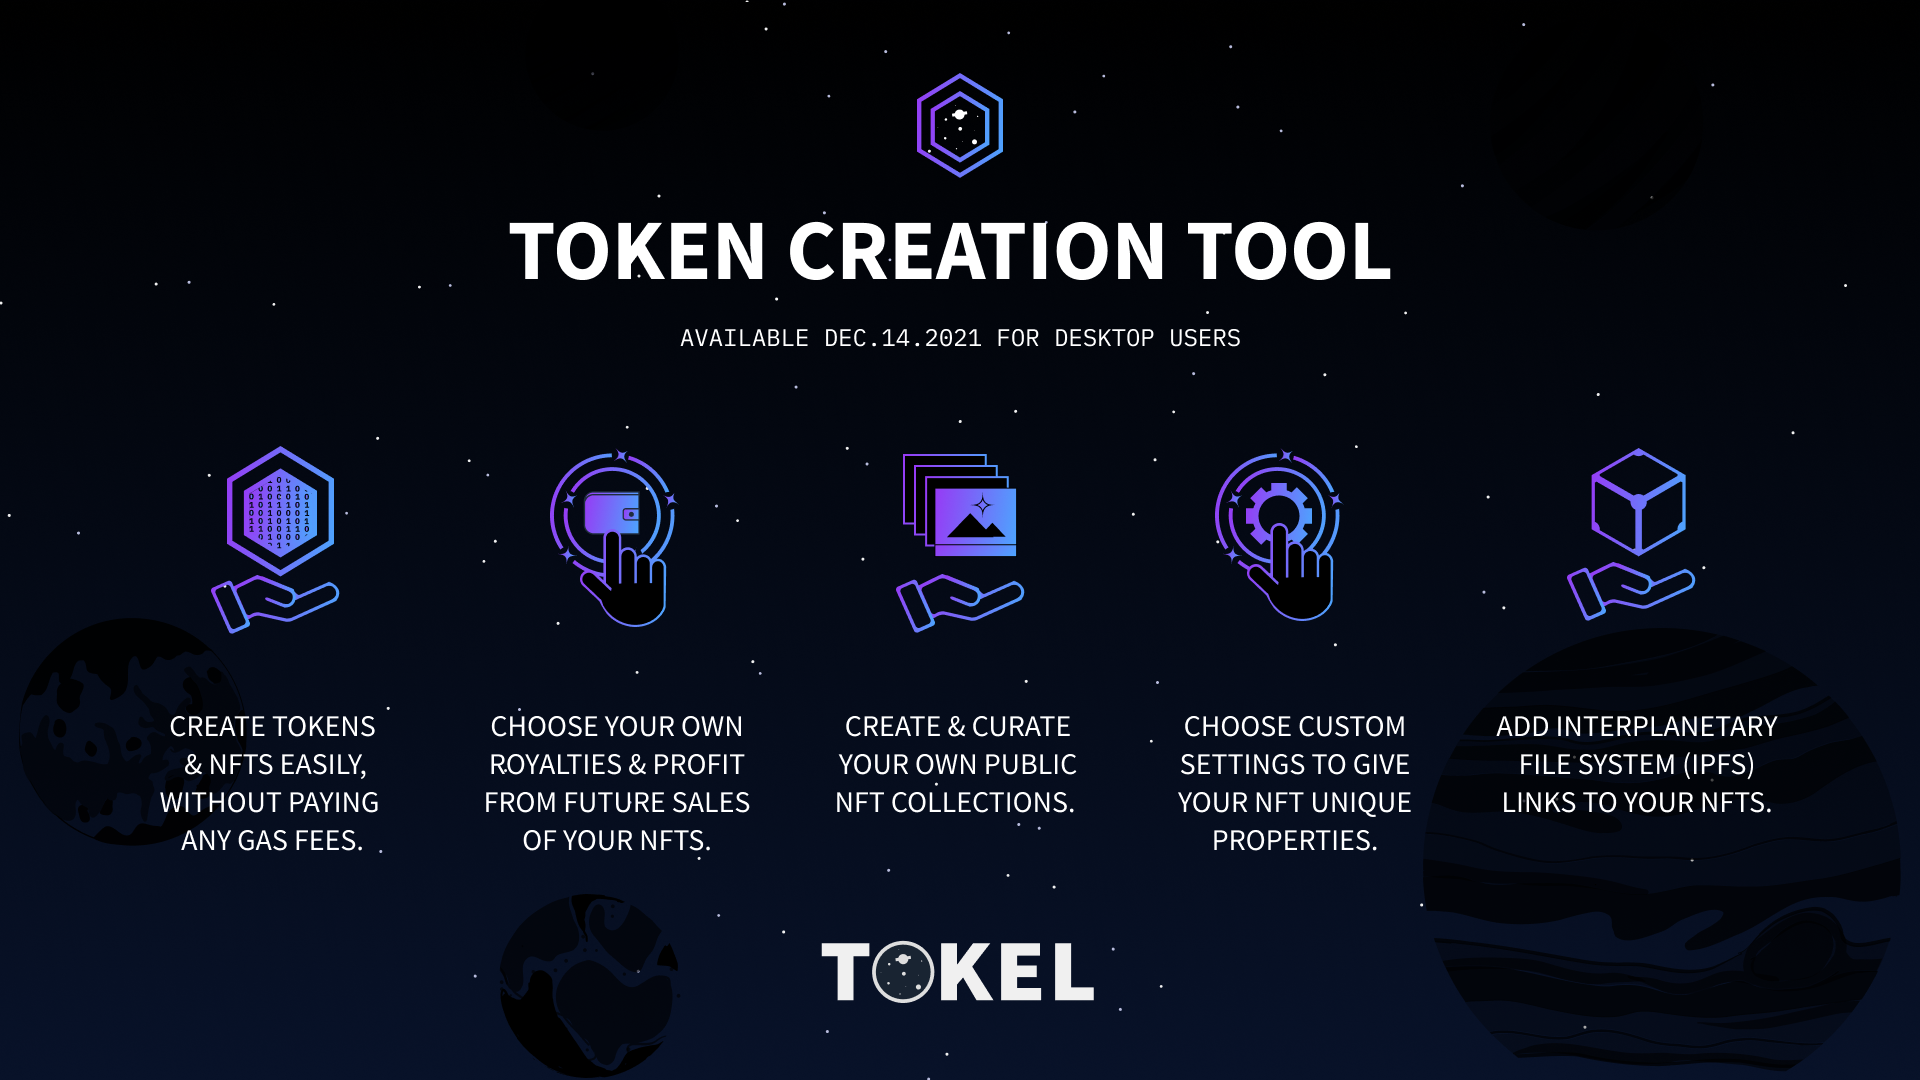 TOKEN CREATION TOOL
AVAILABLE DEC.14.2021 FOR DESKTOP USERS
CREATE TOKENS
& NFTS EASILY,
WITHOUT PAYING
ANY GAS FEES.
CHOOSE YOUR OWN
ROYALTIES & PROFIT
FROM FUTURE SALES
OF YOUR NFTS.
CREATE & CURATE
YOUR OWN PUBLIC
NFT COLLECTIONS.
CHOOSE CUSTOM
SETTINGS TO GIVE
YOUR NFT UNIQUE
PROPERTIES.
ADD INTERPLANETARY
FILE SYSTEM (IPFS)
LINKS TO YOUR NFTS.
TOKEL